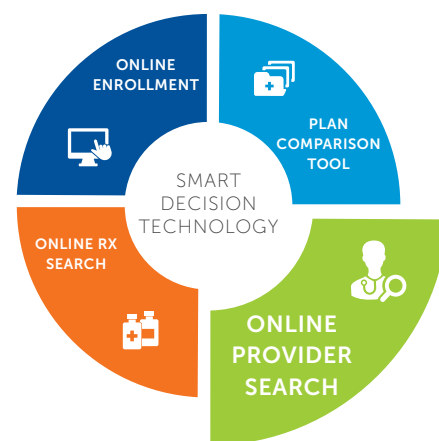 ONLINE
ENROLLMENT
PLAN
COMPARISON
TOOL
SMART
DECISION
TECHNOLOGY
ONLINE RX
SEARCH
ONLINE
PROVIDER
SEARCH